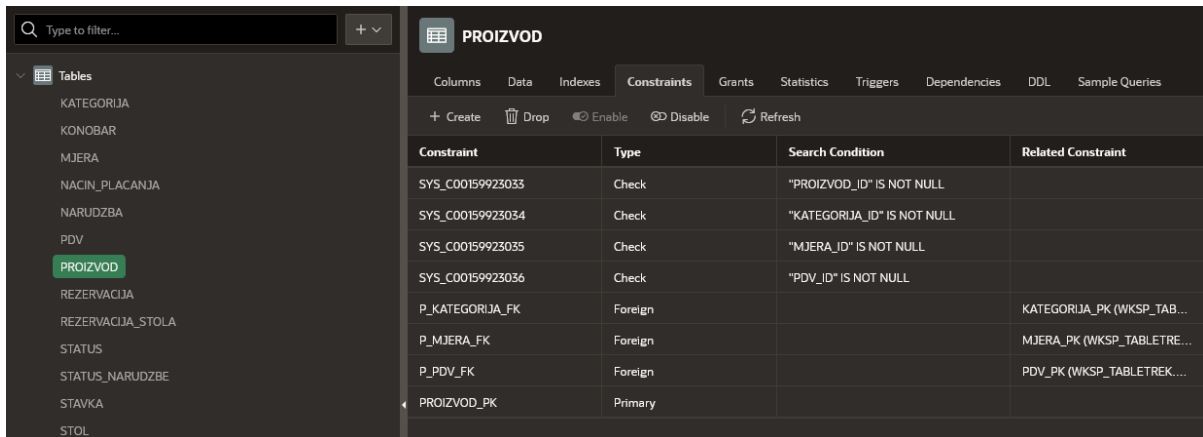 Type to filter...
+
Tables
KATEGORIJA
KONOBAR
MJERA
NACIN_PLACANJA
NARUDZBA
PDV
PROIZVOD
REZERVACIJA
REZERVACIJA_STOLA
STATUS
STATUS_NARUDZBE
STAVKA
STOL
PROIZVOD
Columns Data Indexes Constraints Grants Statistics Triggers Dependencies DDL Sample Queries
+ Create Drop Enable Disable Refresh
Constraint Type Search Condition Related Constraint
SYS_C00159923033 Check "PROIZVOD_ID" IS NOT NULL
SYS_C00159923034 Check "KATEGORIJA_ID" IS NOT NULL
SYS_C00159923035 Check "MJERA_ID" IS NOT NULL
SYS_C00159923036 Check "PDV_ID" IS NOT NULL
P_KATEGORIJA_FK Foreign KATEGORIJA_PK (WKSP_TAB...
P_MJERA_FK Foreign MJERA_PK (WKSP_TABLETRE...
P_PDV_FK Foreign PDV_PK (WKSP_TABLETREK....
PROIZVOD_PK Primary